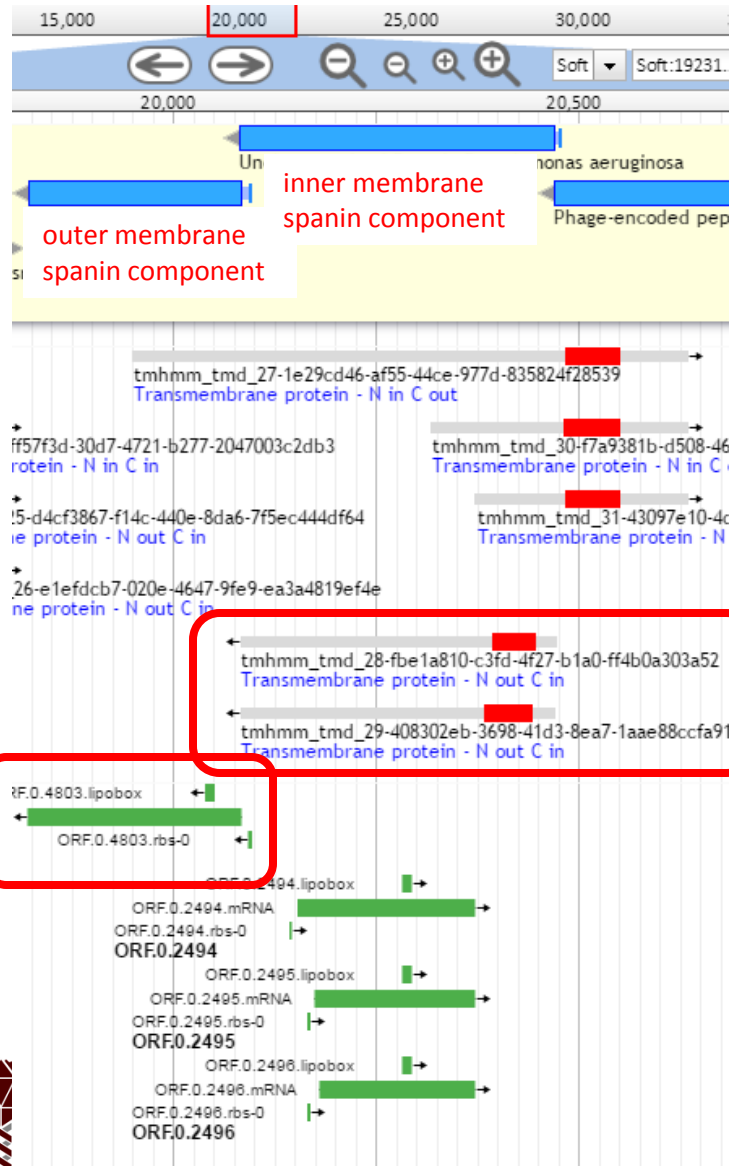 15,000 20,000 25,000 30,000
Soft Soft:19231..
20,000 20,500
monas aeruginosa
inner membrane
spanin component
Phage-encoded pep
outer membrane
spanin component
tmhmm_tmd_27-1e29cd46-af55-44ce-977d-835824f28539
Transmembrane protein - N in C out
ff57f3d-30d7-4721-b277-2047003c2db3
rotein - N in C in
tmhmm_tmd_30-f7a9381b-d508-46
Transmembrane protein - N in C
25-d4cf3867-f14c-440e-8da6-7f5ec444df64
ne protein - N out C in
tmhmm_tmd_31-43097e10-4c
Transmembrane protein - N
26-e1efdcb7-020e-4647-9fe9-ea3a4819ef4e
ne protein - N out C in
tmhmm_tmd_28-fbe1a810-c3fd-4f27-b1a0-ff4b0a303a52
Transmembrane protein - N out C in
tmhmm_tmd_29-408302eb-3698-41d3-8ea7-1aae88ccfa91
Transmembrane protein - N out C in
RF.0.4803.lipobox
ORF.0.4803.rbs-0
ORF.0.2494.lipobox
ORF.0.2494.mRNA
ORF.0.2494.rbs-0
ORF.0.2494
ORF.0.2495.lipobox
ORF.0.2495.mRNA
ORF.0.2495.rbs-0
ORF.0.2495
ORF.0.2496.lipobox
ORF.0.2496.mRNA
ORF.0.2496.rbs-0
ORF.0.2496